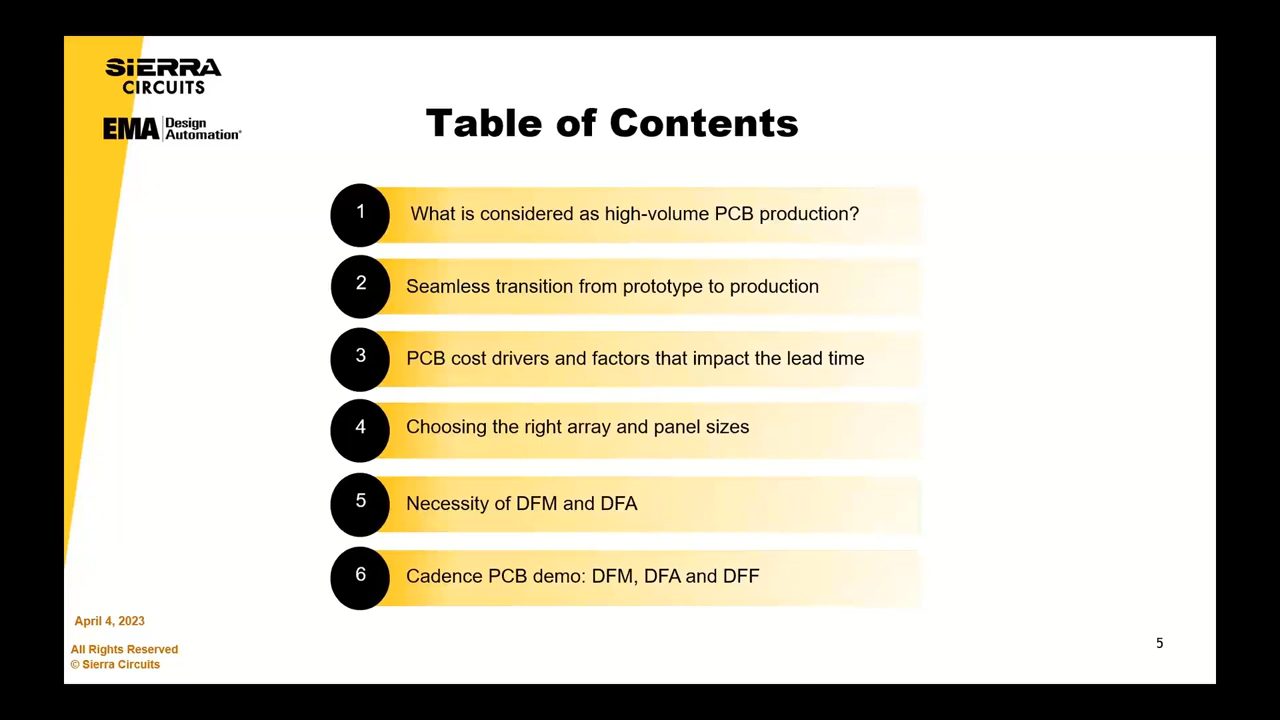 SIERRA
CIRCUITS
EMA Design
Automation®
Table of Contents
1 What is considered as high-volume PCB production?
2 Seamless transition from prototype to production
3 PCB cost drivers and factors that impact the lead time
4 Choosing the right array and panel sizes
5 Necessity of DFM and DFA
6 Cadence PCB demo: DFM, DFA and DFF
April 4, 2023
All Rights Reserved
© Sierra Circuits
5